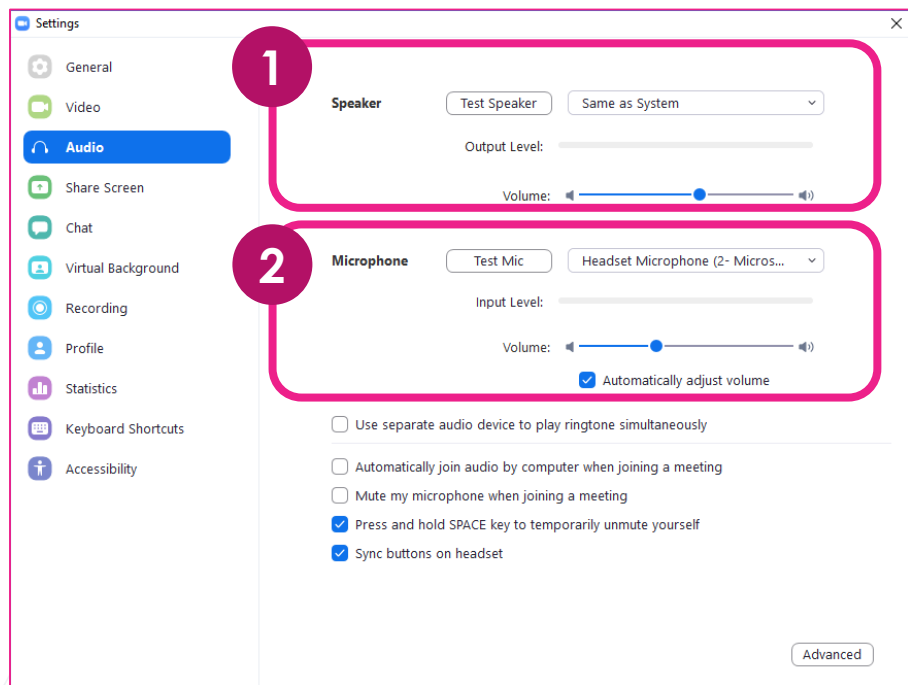 Settings
General
Video
Audio
Share Screen
Chat
Virtual Background
Recording
Profile
Statistics
Keyboard Shortcuts
Accessibility
1
Speaker Test Speaker Same as System
Output Level:
Volume:
2
Microphone Test Mic Headset Microphone (2- Micros...
Input Level:
Volume:
Automatically adjust volume
Use separate audio device to play ringtone simultaneously
Automatically join audio by computer when joining a meeting
Mute my microphone when joining a meeting
Press and hold SPACE key to temporarily unmute yourself
Sync buttons on headset
Advanced